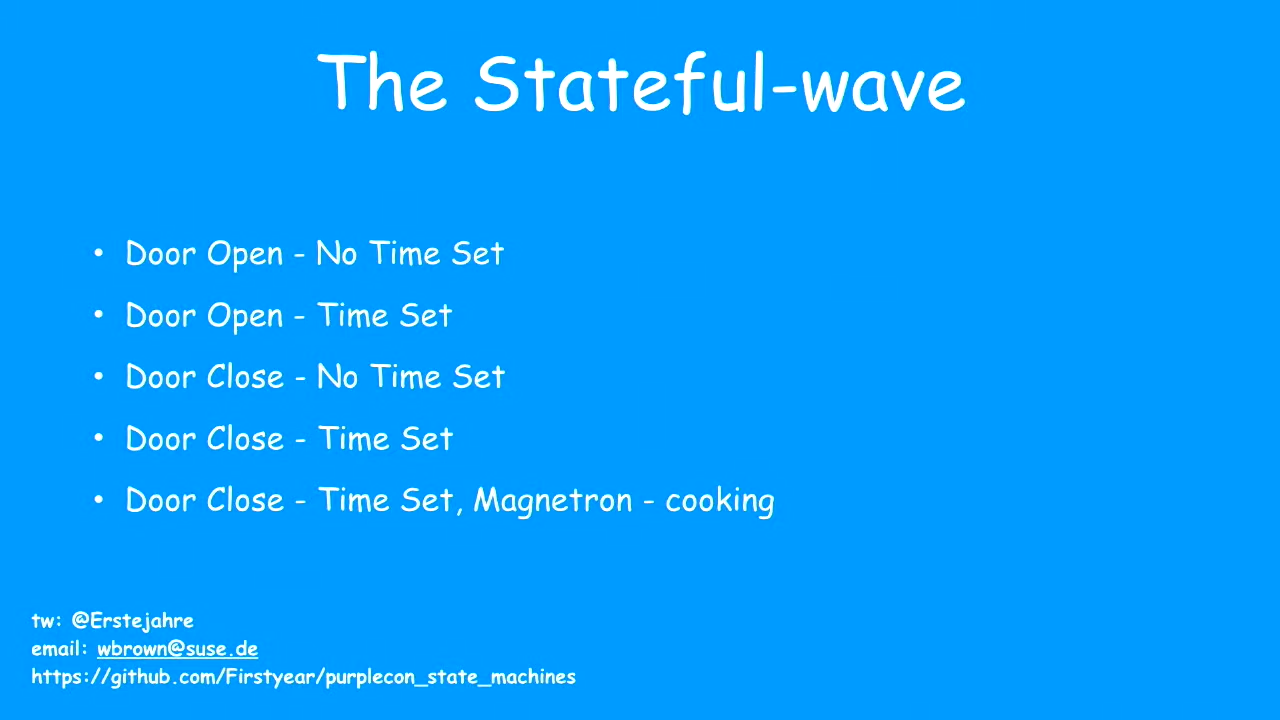 The Stateful-wave
• Door Open - No Time Set
• Door Open - Time Set
• Door Close - No Time Set
• Door Close - Time Set
• Door Close - Time Set, Magnetron - cooking
tw: @Erstejahre
email: wbrown@suse.de
https://github.com/Firstyear/purplecon_state_machines